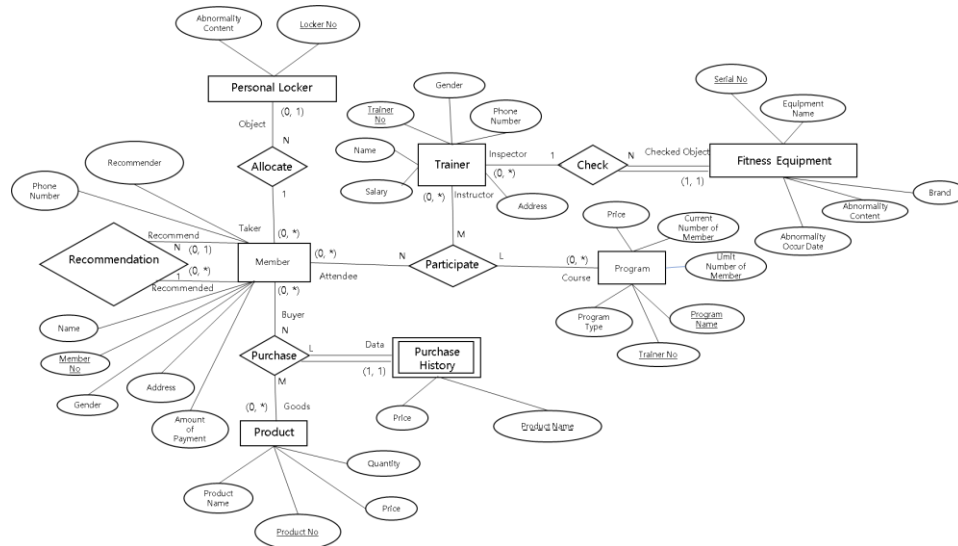 Abnormality
Content
Locker No
Personal Locker
(0, 1)
Object
N
Allocate
1
Taker
(0, *)
Recommender
Phone
Number
Recommendation
Recommend
N
(0, 1)
(0, *)
1
Recommended
Member
(0, *)
Attendee
(0, *)
Name
Member
No
Gender
Address
Amount
of
Payment
Buyer
N
Purchase
L
Data
(1, 1)
Purchase
History
Price
Product Name
M
(0, *)
Goods
Product
Product
Name
Product No
Price
Quantity
Gender
Trainer
No
Phone
Number
Name
Salary
Trainer
Inspector
(0, *)
Address
(0, *)
Instructor
M
N
Participate
L
1
Check
N
Checked Object
(1, 1)
Serial No
Equipment
Name
Fitness Equipment
Brand
Abnormality
Content
Abnormality
Occur Date
(0, *)
Course
Program
Price
Current
Number of
Member
Limit
Number of
Member
Program
Type
Trainer No
Program
Name